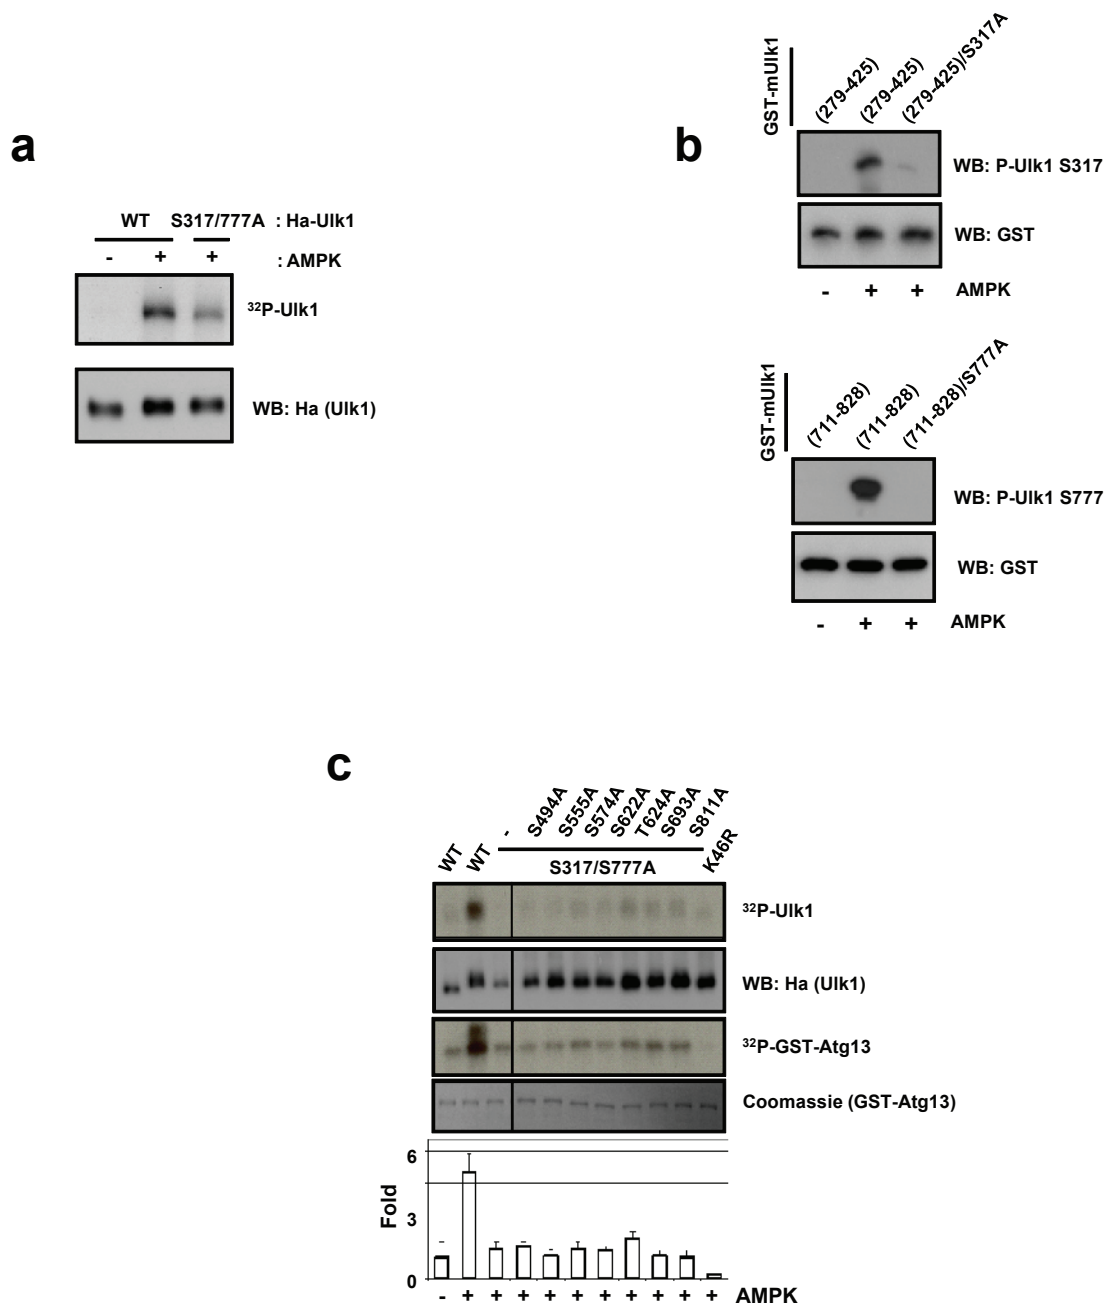 a
WT S317/777A : Ha-Ulk1
- + + : AMPK
³²P-Ulk1
WB: Ha (Ulk1)
b
GST-mUlk1
(279-425)
(279-425)
(279-425)/S317A
WB: P-Ulk1 S317
WB: GST
- + + AMPK
GST-mUlk1
(711-828)
(711-828)
(711-828)/S777A
WB: P-Ulk1 S777
WB: GST
- + + AMPK
c
WT
WT
-
S494A
S555A
S574A
S622A
T624A
S693A
S811A
K46R
S317/S777A
³²P-Ulk1
WB: Ha (Ulk1)
³²P-GST-Atg13
Coomassie (GST-Atg13)
Fold
6
3
0
- + + + + + + + + + + AMPK